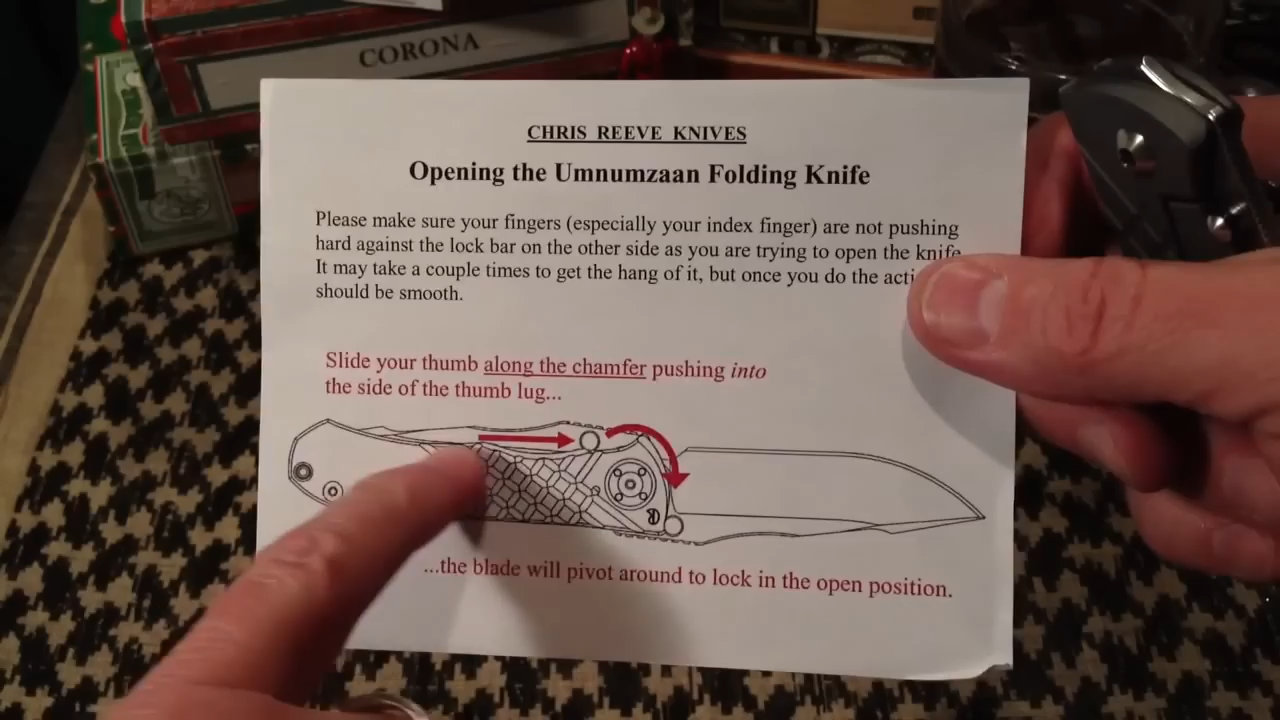 CORONA
CHRIS REEVE KNIVES
Opening the Umnumzaan Folding Knife
Please make sure your fingers (especially your index finger) are not pushing
hard against the lock bar on the other side as you are trying to open the knife
It may take a couple times to get the hang of it, but once you do the acti
should be smooth.
Slide your thumb along the chamfer pushing into
the side of the thumb lug...
...the blade will pivot around to lock in the open position.